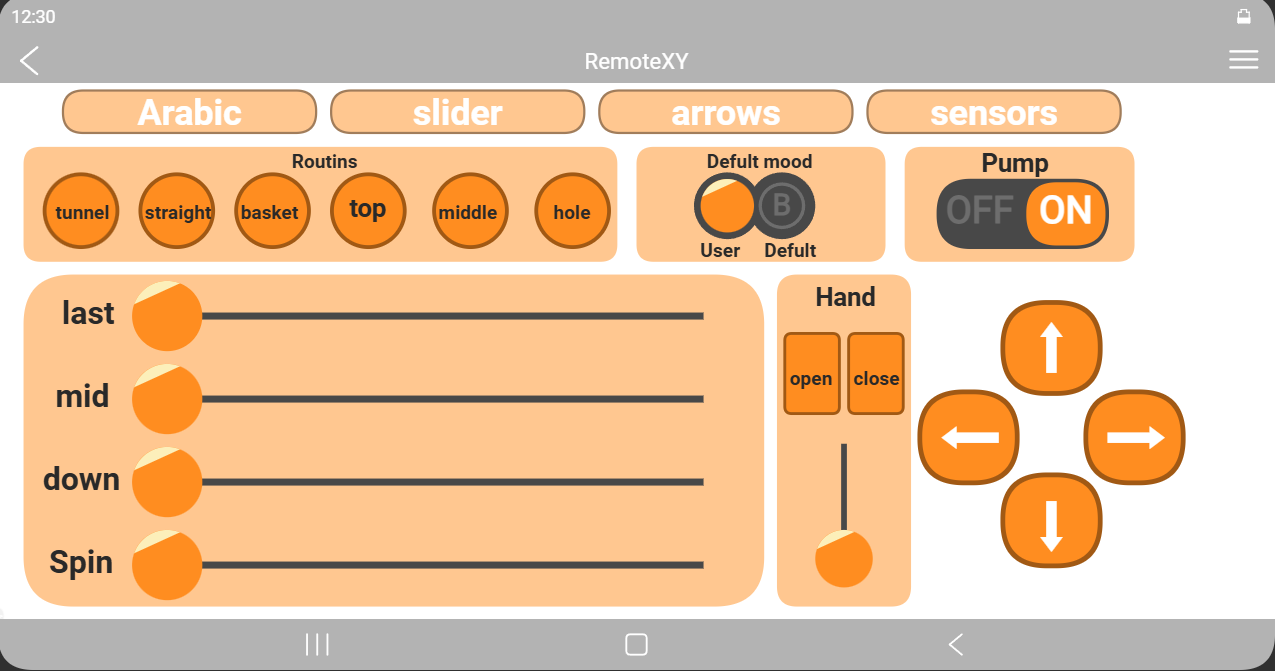 12:30
RemoteXY
Arabic slider arrows sensors
Routins
tunnel straight basket top middle hole
Defult mood
B
User Defult
Pump
OFF ON
last
mid
down
Spin
Hand
open close